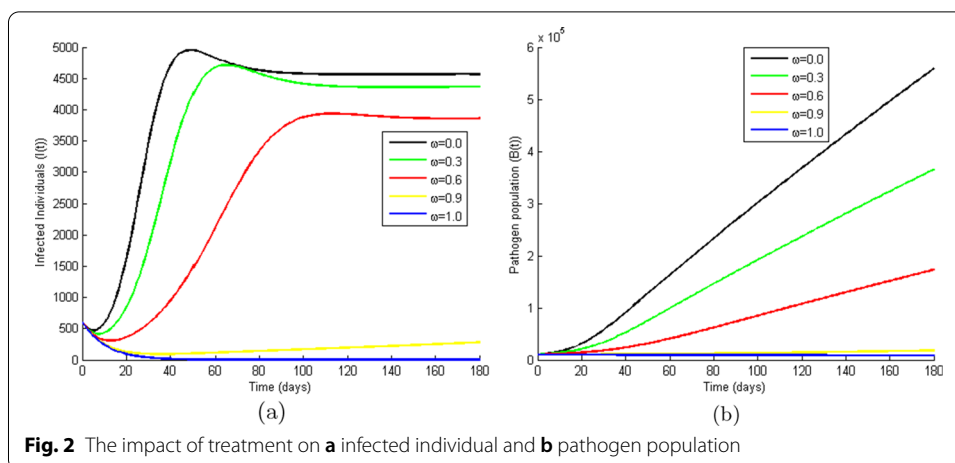 5000
4500
4000
3500
3000
2500
2000
1500
1000
500
0
Infected Individuals (I(t))
ω=0.0
ω=0.3
ω=0.6
ω=0.9
ω=1.0
0 20 40 60 80 100 120 140 160 180
Time (days)
(a)
x 10^5
6
5
4
3
2
1
0
Pathogen population (B(t))
ω=0.0
ω=0.3
ω=0.6
ω=0.9
ω=1.0
0 20 40 60 80 100 120 140 160 180
Time (days)
(b)
Fig. 2 The impact of treatment on a infected individual and b pathogen population